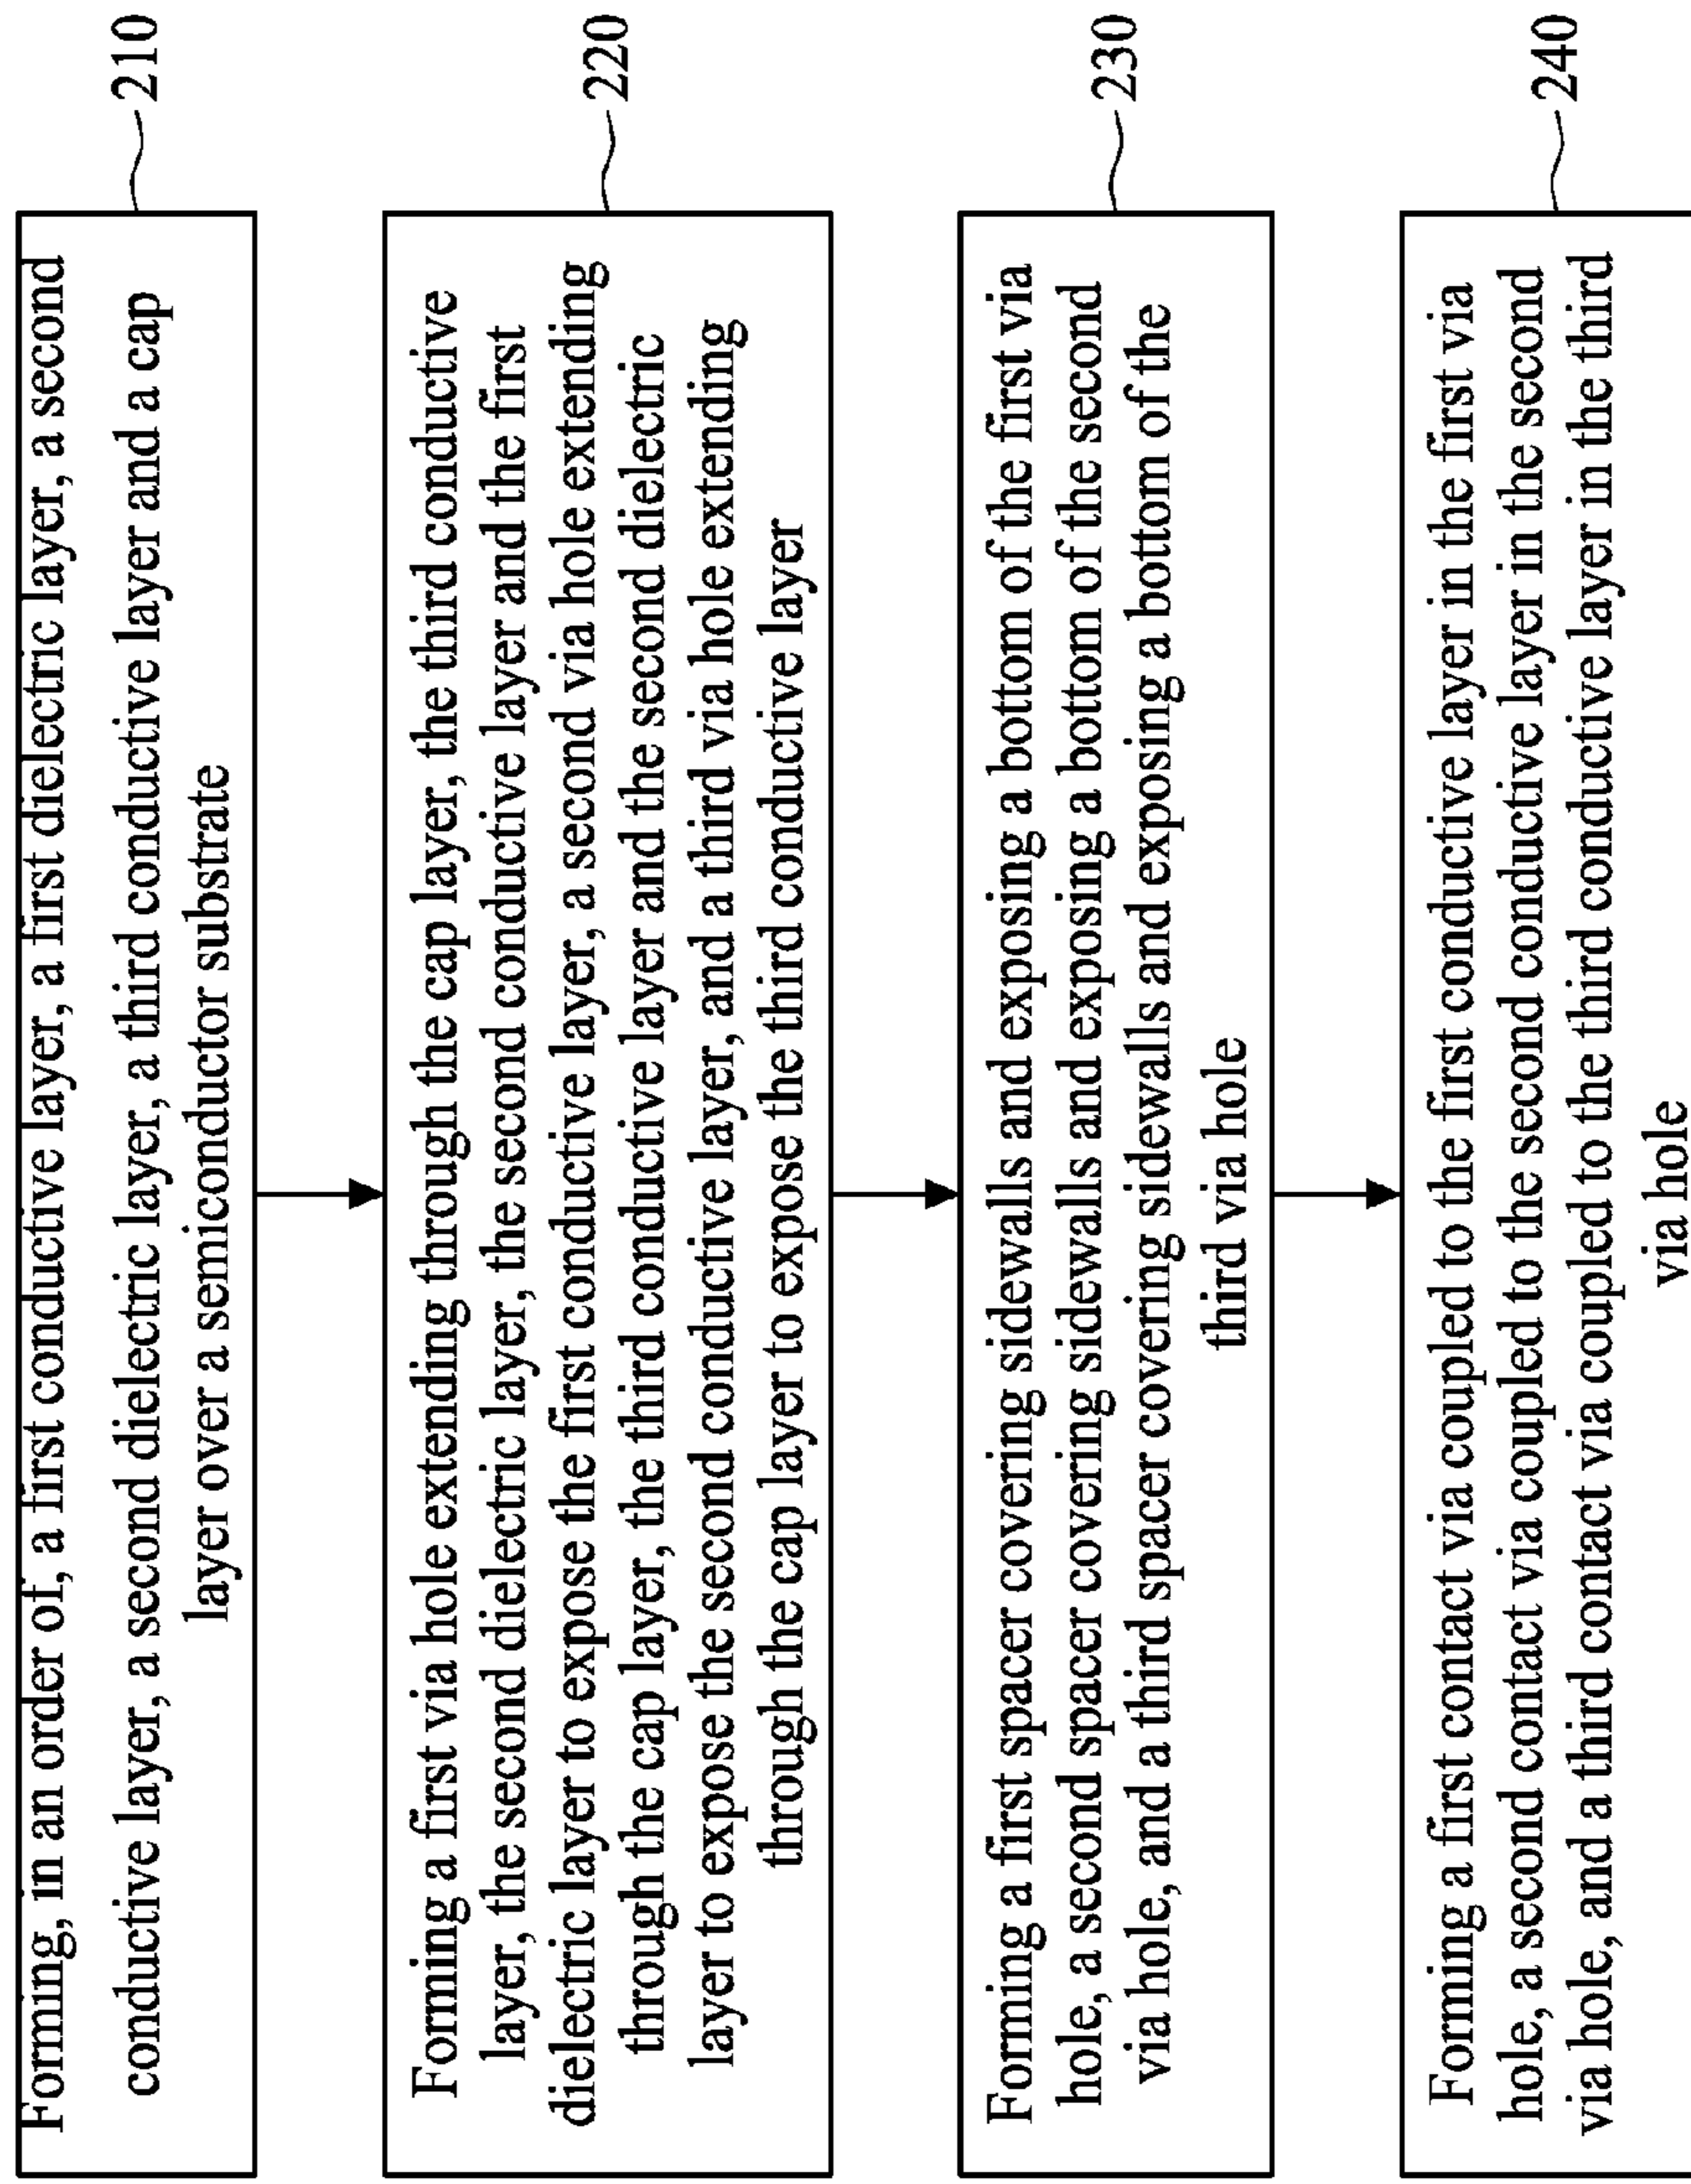 Forming, in an order of, a first conductive layer, a first dielectric layer, a second
conductive layer, a second dielectric layer, a third conductive layer and a cap
layer over a semiconductor substrate
210
Forming a first via hole extending through the cap layer, the third conductive
layer, the second dielectric layer, the second conductive layer and the first
dielectric layer to expose the first conductive layer, a second via hole extending
through the cap layer, the third conductive layer and the second dielectric
layer to expose the second conductive layer, and a third via hole extending
through the cap layer to expose the third conductive layer
220
Forming a first spacer covering sidewalls and exposing a bottom of the first via
hole, a second spacer covering sidewalls and exposing a bottom of the second
via hole, and a third spacer covering sidewalls and exposing a bottom of the
third via hole
230
Forming a first contact via coupled to the first conductive layer in the first via
hole, a second contact via coupled to the second conductive layer in the second
via hole, and a third contact via coupled to the third conductive layer in the third
via hole
240